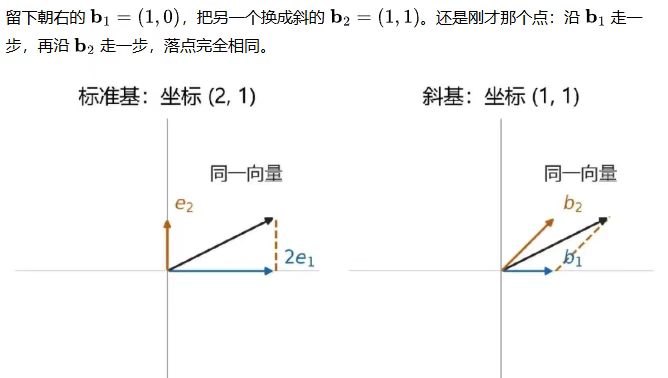 留下朝右的 b₁ = (1, 0)，把另一个换成斜的 b₂ = (1, 1)。还是刚才那个点：沿 b₁ 走一
步，再沿 b₂ 走一步，落点完全相同。
标准基：坐标 (2, 1)
斜基：坐标 (1, 1)
同一向量
e₂
2e₁
同一向量
b₂
b₁